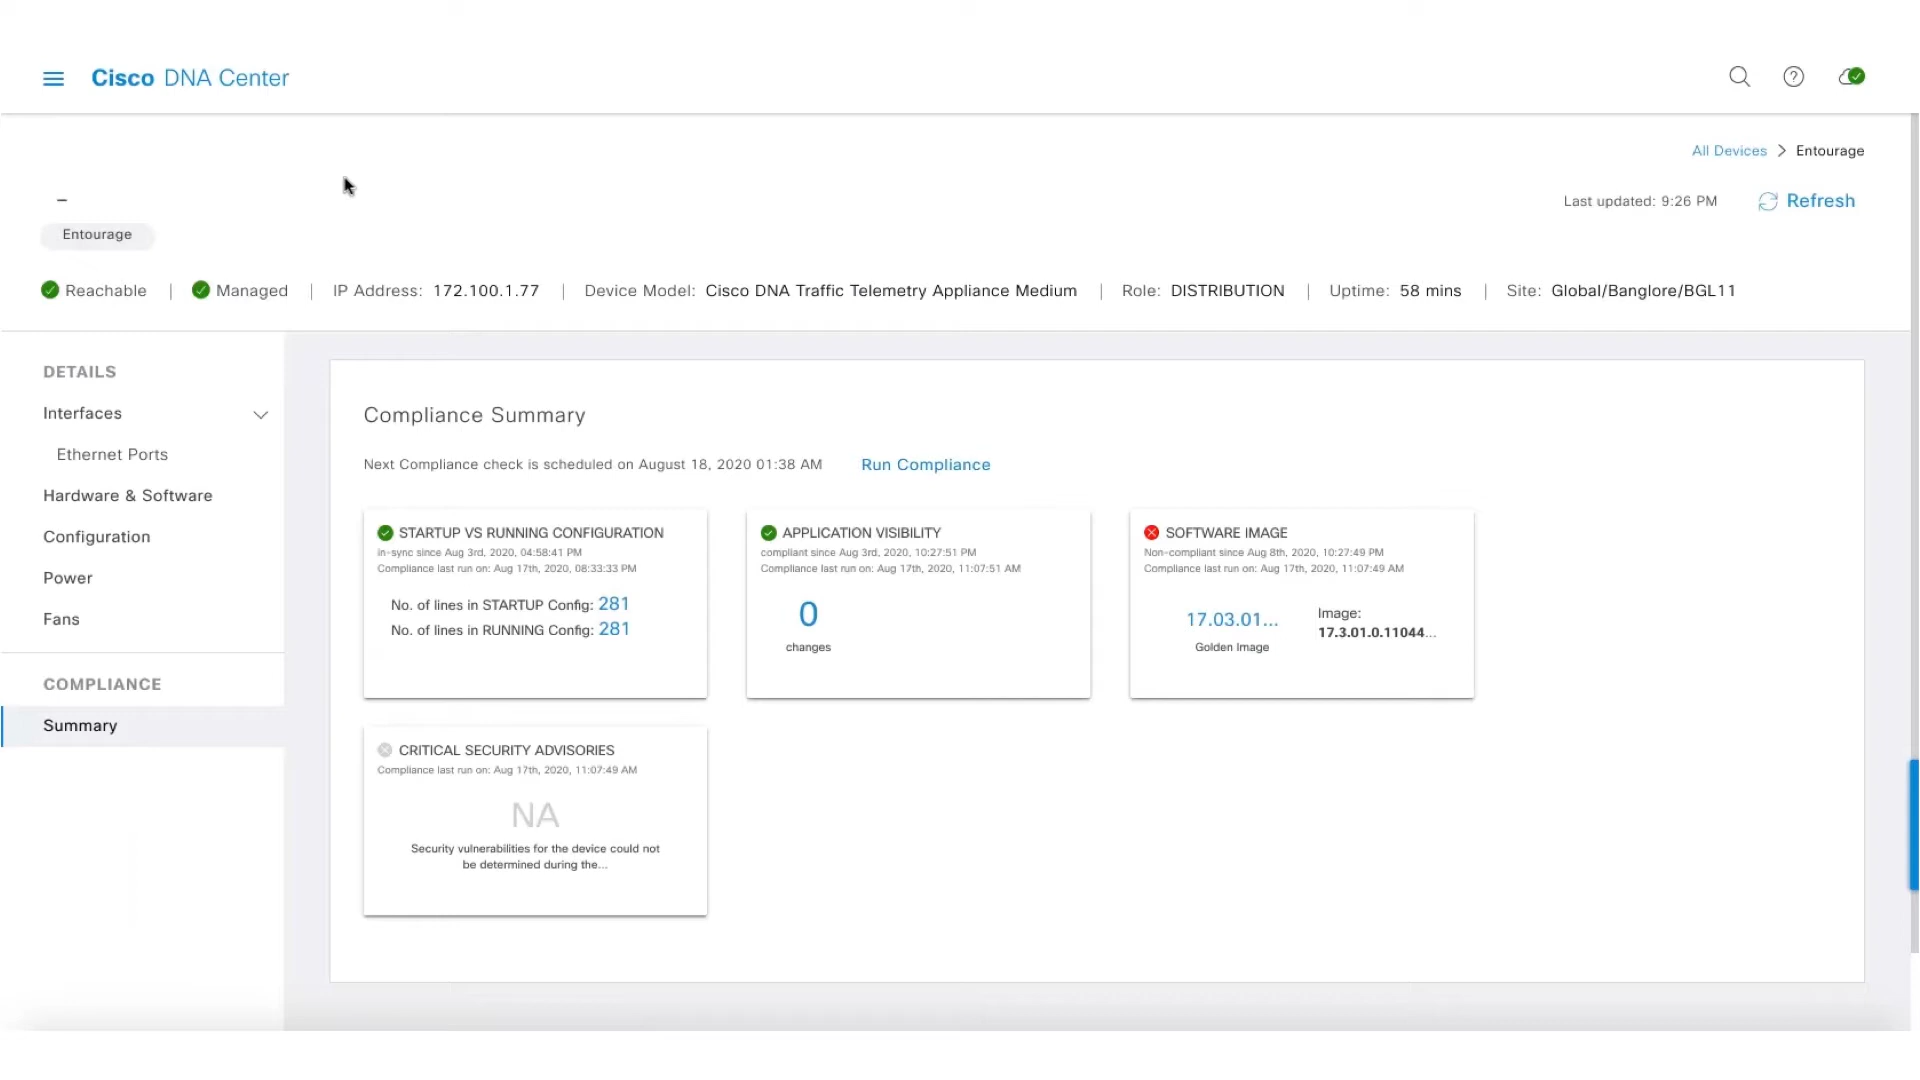 Cisco DNA Center
All Devices > Entourage
–
Last updated: 9:26 PM Refresh
Entourage
Reachable | Managed | IP Address: 172.100.1.77 | Device Model: Cisco DNA Traffic Telemetry Appliance Medium | Role: DISTRIBUTION | Uptime: 58 mins | Site: Global/Banglore/BGL11
DETAILS
Interfaces
Ethernet Ports
Hardware & Software
Configuration
Power
Fans
COMPLIANCE
Summary
Compliance Summary
Next Compliance check is scheduled on August 18, 2020 01:38 AM Run Compliance
STARTUP VS RUNNING CONFIGURATION
in-sync since Aug 3rd, 2020, 04:58:41 PM
Compliance last run on: Aug 17th, 2020, 08:33:33 PM
No. of lines in STARTUP Config: 281
No. of lines in RUNNING Config: 281
APPLICATION VISIBILITY
compliant since Aug 3rd, 2020, 10:27:51 PM
Compliance last run on: Aug 17th, 2020, 11:07:51 AM
0
changes
SOFTWARE IMAGE
Non-compliant since Aug 8th, 2020, 10:27:49 PM
Compliance last run on: Aug 17th, 2020, 11:07:49 AM
17.03.01...
Golden Image
Image:
17.3.01.0.11044...
CRITICAL SECURITY ADVISORIES
Compliance last run on: Aug 17th, 2020, 11:07:49 AM
NA
Security vulnerabilities for the device could not
be determined during the...